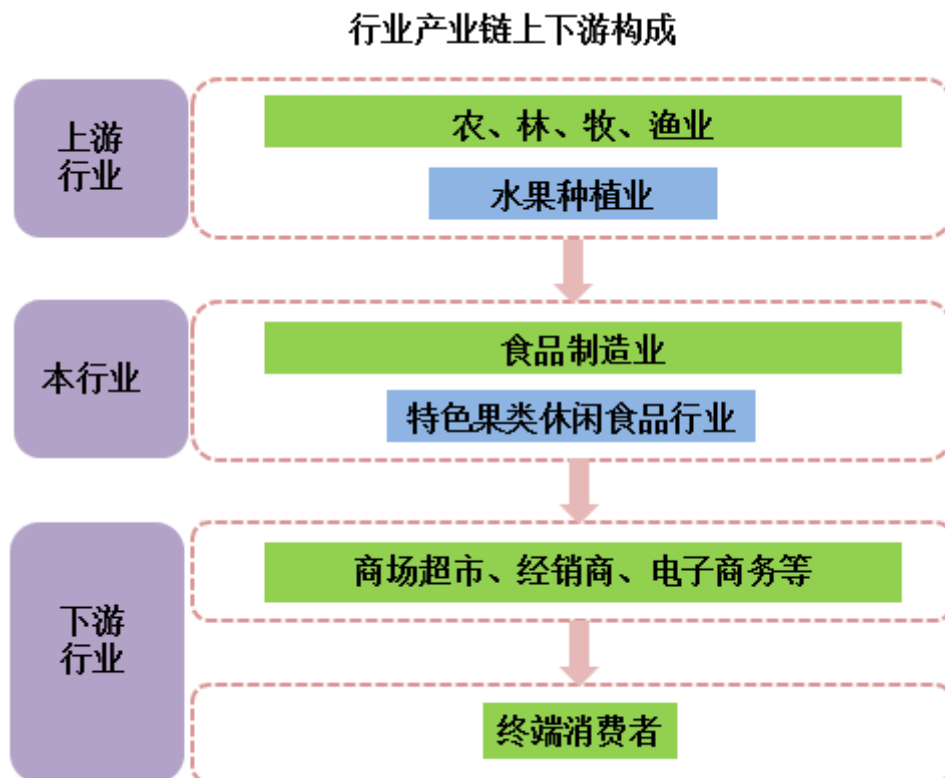 行业产业链上下游构成
上游
行业
农、林、牧、渔业
水果种植业
本行业
食品制造业
特色果类休闲食品行业
下游
行业
商场超市、经销商、电子商务等
终端消费者